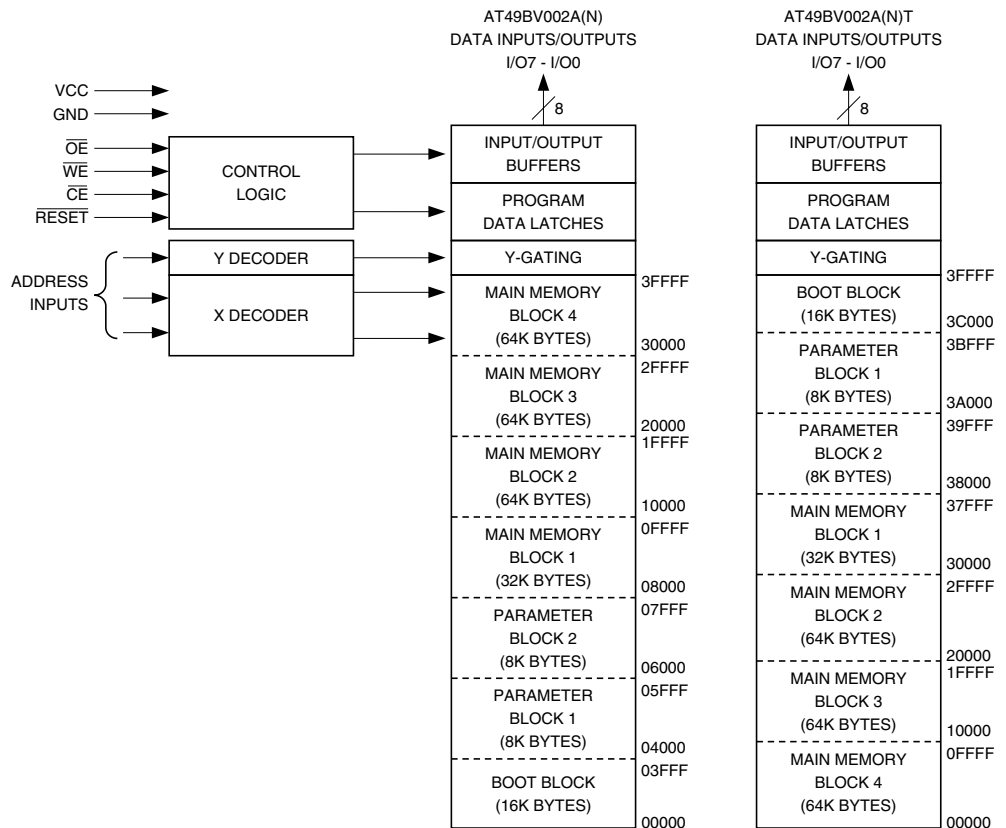 AT49BV002A(N)
DATA INPUTS/OUTPUTS
I/O7 - I/O0
8
AT49BV002A(N)T
DATA INPUTS/OUTPUTS
I/O7 - I/O0
8
VCC
GND
OE
WE
CE
RESET
ADDRESS
INPUTS
CONTROL
LOGIC
Y DECODER
X DECODER
INPUT/OUTPUT
BUFFERS
PROGRAM
DATA LATCHES
Y-GATING
3FFFF
MAIN MEMORY
BLOCK 4
(64K BYTES)
30000
2FFFF
MAIN MEMORY
BLOCK 3
(64K BYTES)
20000
1FFFF
MAIN MEMORY
BLOCK 2
(64K BYTES)
10000
0FFFF
MAIN MEMORY
BLOCK 1
(32K BYTES)
08000
07FFF
PARAMETER
BLOCK 2
(8K BYTES)
06000
05FFF
PARAMETER
BLOCK 1
(8K BYTES)
04000
03FFF
BOOT BLOCK
(16K BYTES)
00000
INPUT/OUTPUT
BUFFERS
PROGRAM
DATA LATCHES
Y-GATING
3FFFF
BOOT BLOCK
(16K BYTES)
3C000
3BFFF
PARAMETER
BLOCK 1
(8K BYTES)
3A000
39FFF
PARAMETER
BLOCK 2
(8K BYTES)
38000
37FFF
MAIN MEMORY
BLOCK 1
(32K BYTES)
30000
2FFFF
MAIN MEMORY
BLOCK 2
(64K BYTES)
20000
1FFFF
MAIN MEMORY
BLOCK 3
(64K BYTES)
10000
0FFFF
MAIN MEMORY
BLOCK 4
(64K BYTES)
00000